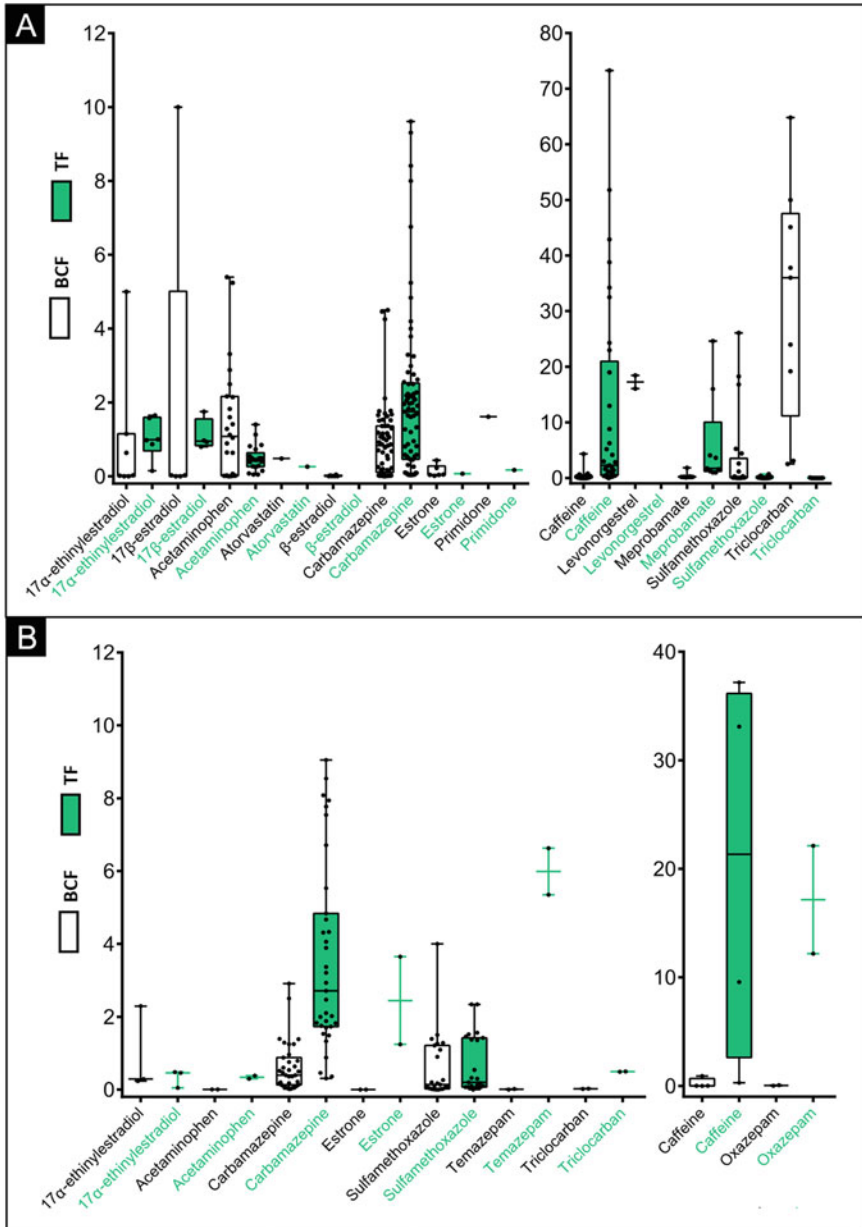 A
TF
BCF
12
10
8
6
4
2
0
17α-ethinylestradiol
17α-ethinylestradiol
17β-estradiol
17β-estradiol
Acetaminophen
Acetaminophen
Atorvastatin
Atorvastatin
β-estradiol
β-estradiol
Carbamazepine
Carbamazepine
Estrone
Estrone
Primidone
Primidone
80
70
60
50
40
30
20
10
0
Caffeine
Caffeine
Levonorgestrel
Levonorgestrel
Meprobamate
Meprobamate
Sulfamethoxazole
Sulfamethoxazole
Triclocarban
Triclocarban
B
TF
BCF
12
10
8
6
4
2
0
17α-ethinylestradiol
17α-ethinylestradiol
Acetaminophen
Acetaminophen
Carbamazepine
Carbamazepine
Estrone
Estrone
Sulfamethoxazole
Sulfamethoxazole
Temazepam
Temazepam
Triclocarban
Triclocarban
40
30
20
10
0
Caffeine
Caffeine
Oxazepam
Oxazepam